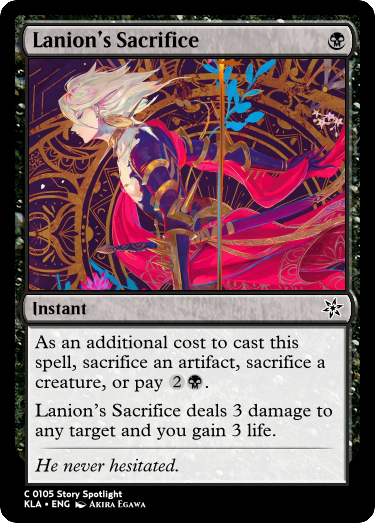 Lanion's Sacrifice
Instant
As an additional cost to cast this
spell, sacrifice an artifact, sacrifice a
creature, or pay 2.
Lanion's Sacrifice deals 3 damage to
any target and you gain 3 life.
He never hesitated.
C 0105 Story Spotlight
KLA • ENG Akira Egawa